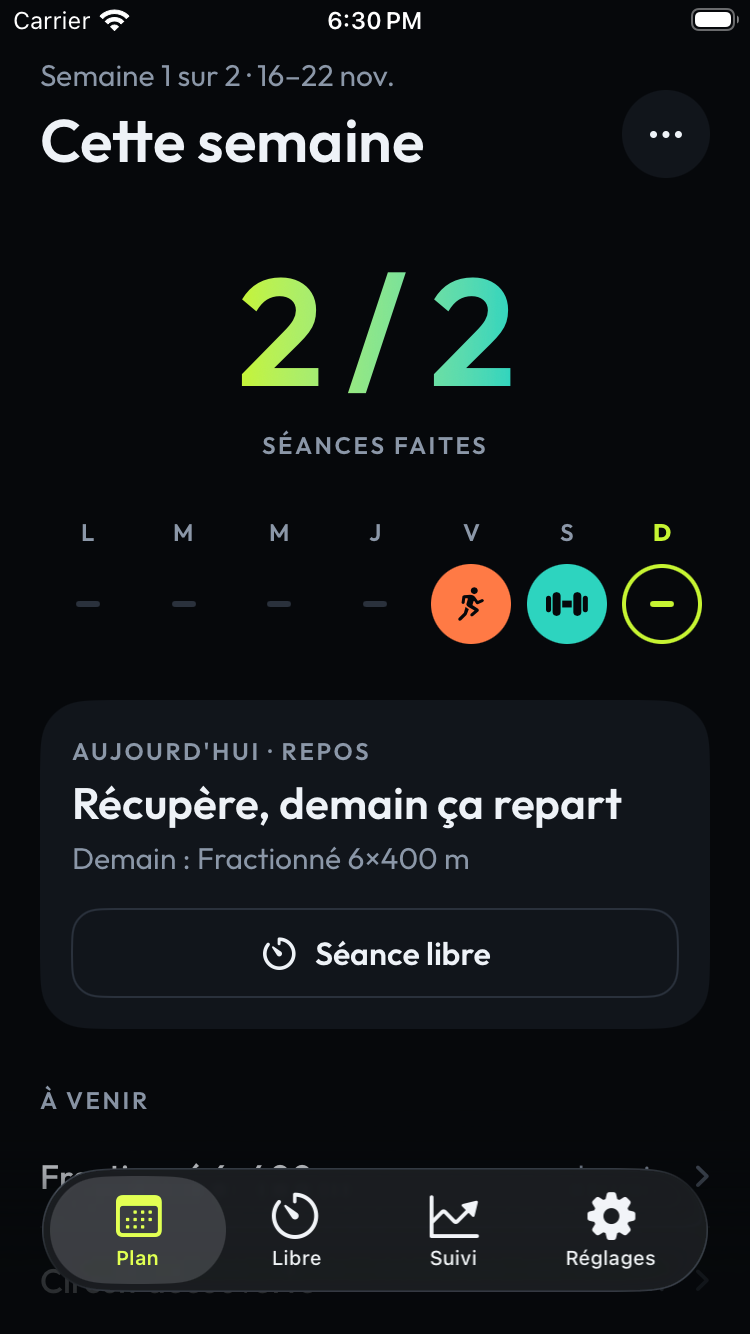 Carrier 6:30 PM
Semaine 1 sur 2 · 16–22 nov.
Cette semaine
2/2
SÉANCES FAITES
L M M J V S D
AUJOURD'HUI · REPOS
Récupère, demain ça repart
Demain : Fractionné 6×400 m
Séance libre
À VENIR
Plan Libre Suivi Réglages